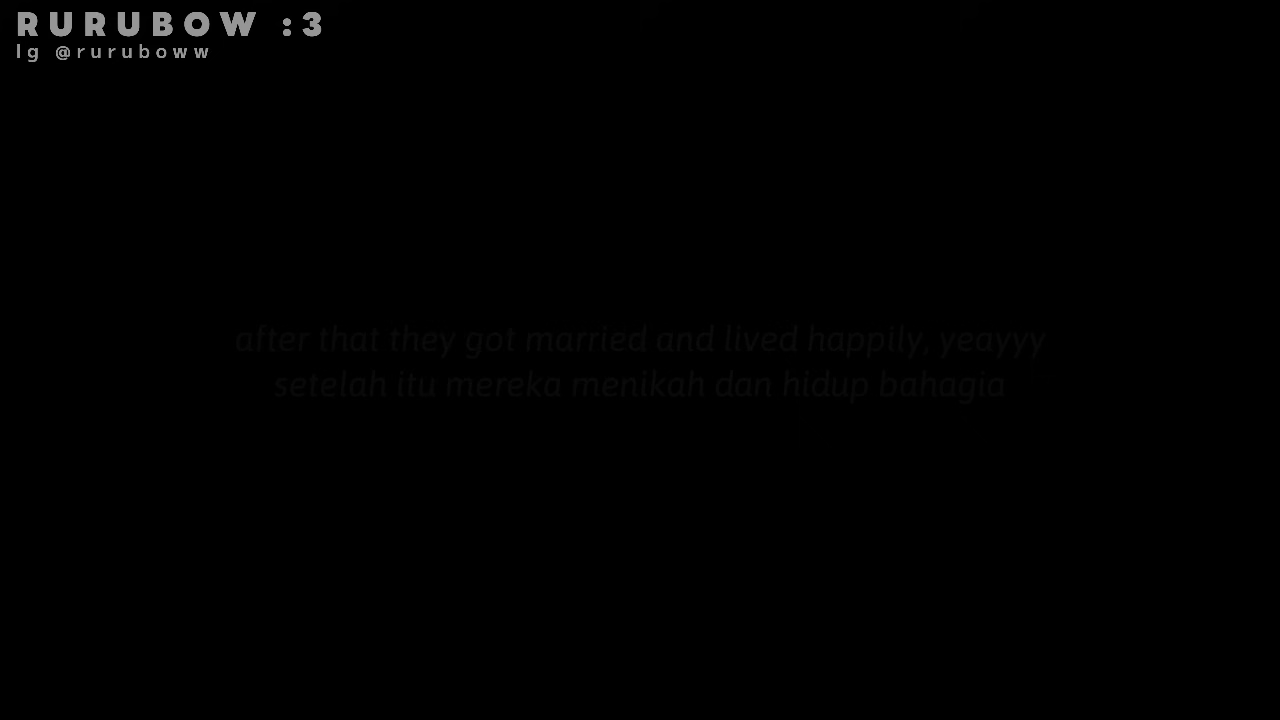 RURUBOW :3
Ig @ruruboww
after that they got married and lived happily, yeayyy
setelah itu mereka menikah dan hidup bahagia